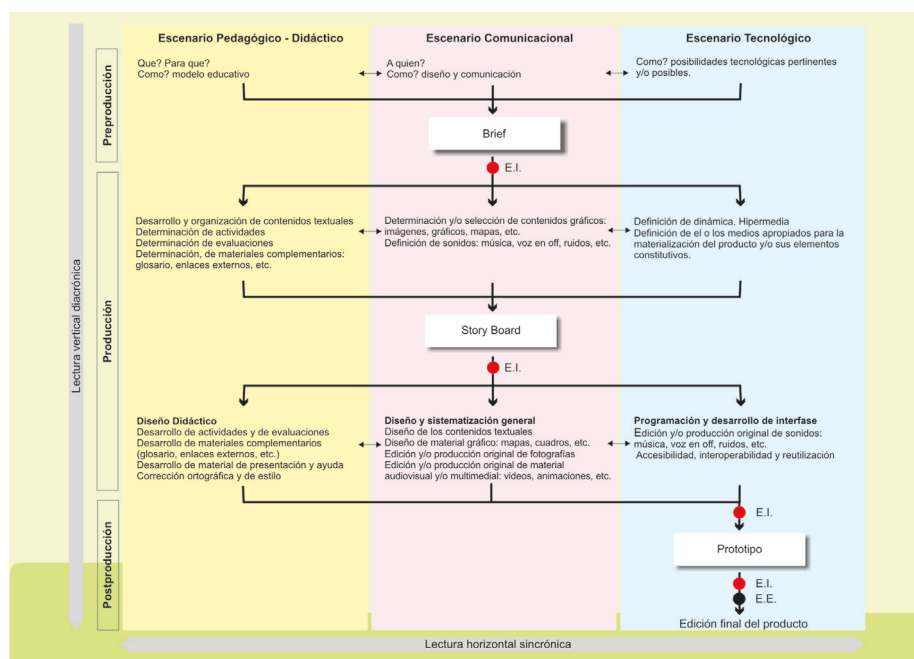 Escenario Pedagógico - Didáctico
Escenario Comunicacional
Escenario Tecnológico
Lectura vertical diacrónica
Preproducción
Que? Para que?
Como? modelo educativo
A quien?
Como? diseño y comunicación
Como? posibilidades tecnológicas pertinentes
y/o posibles.
Brief
E.I.
Producción
Desarrollo y organización de contenidos textuales
Determinación de actividades
Determinación de evaluaciones
Determinación, de materiales complementarios:
glosario, enlaces externos, etc.
Determinación y/o selección de contenidos gráficos:
imágenes, gráficos, mapas, etc.
Definición de sonidos: música, voz en off, ruidos, etc.
Definición de dinámica. Hipermedia
Definición de el o los medios apropiados para la
materialización del producto y/o sus elementos
constitutivos.
Story Board
E.I.
Diseño Didáctico
Desarrollo de actividades y de evaluaciones
Desarrollo de materiales complementarios
(glosario, enlaces externos, etc.)
Desarrollo de material de presentación y ayuda
Corrección ortográfica y de estilo
Diseño y sistematización general
Diseño de los contenidos textuales
Diseño de material gráfico: mapas, cuadros, etc.
Edición y/o producción original de fotografías
Edición y/o producción original de material
audiovisual y/o multimedial: videos, animaciones, etc.
Programación y desarrollo de interfase
Edición y/o producción original de sonidos:
música, voz en off, ruidos, etc.
Accesibilidad, interoperabilidad y reutilización
Postproducción
E.I.
Prototipo
E.I.
E.E.
Edición final del producto
Lectura horizontal sincrónica